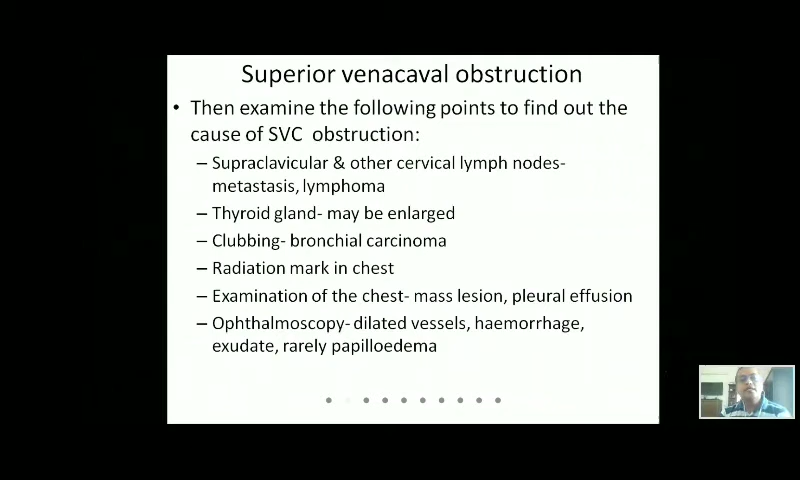 Superior venacaval obstruction
• Then examine the following points to find out the
cause of SVC obstruction:
– Supraclavicular & other cervical lymph nodes-
metastasis, lymphoma
– Thyroid gland- may be enlarged
– Clubbing- bronchial carcinoma
– Radiation mark in chest
– Examination of the chest- mass lesion, pleural effusion
– Ophthalmoscopy- dilated vessels, haemorrhage,
exudate, rarely papilloedema